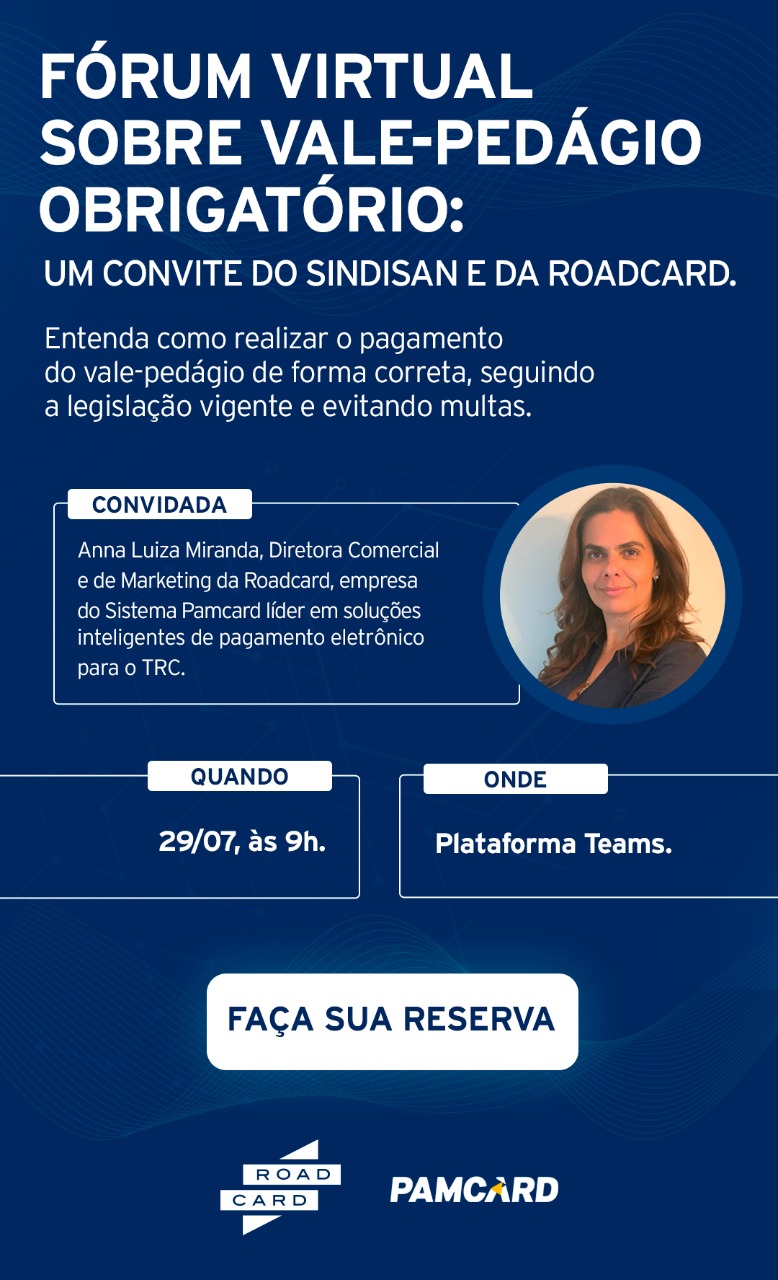 FÓRUM VIRTUAL
SOBRE VALE-PEDÁGIO
OBRIGATÓRIO:
UM CONVITE DO SINDISAN E DA ROADCARD.
Entenda como realizar o pagamento
do vale-pedágio de forma correta, seguindo
a legislação vigente e evitando multas.
CONVIDADA
Anna Luiza Miranda, Diretora Comercial
e de Marketing da Roadcard, empresa
do Sistema Pamcard líder em soluções
inteligentes de pagamento eletrônico
para o TRC.
QUANDO
29/07, às 9h.
ONDE
Plataforma Teams.
FAÇA SUA RESERVA
ROAD
CARD
PAMCARD